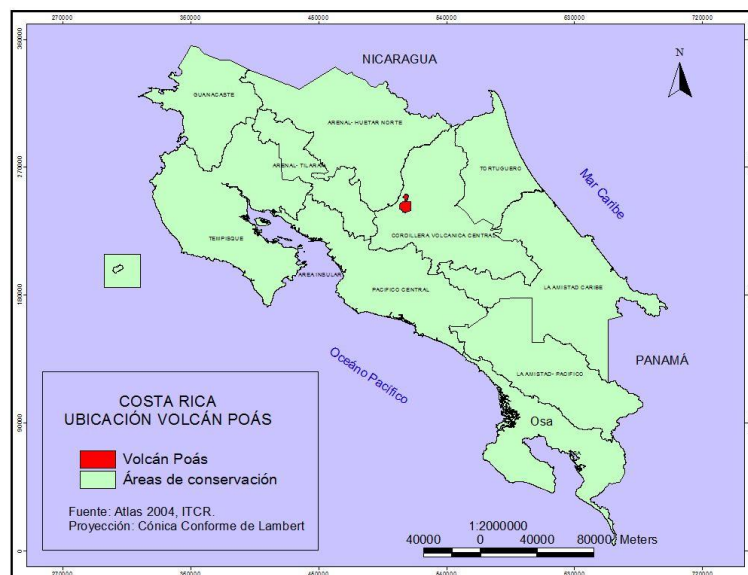 270000 360000 450000 540000 630000 720000
360000
NICARAGUA
N
GUANACASTE
ARENAL- HUETAR NORTE
270000
ARENAL- TILARAN
TORTUGUERO
Mar Caribe
TEMPISQUE
CORDILLERA VOLCANICA CENTRAL
AREA INSULAR
PACIFICO CENTRAL
LA AMISTAD CARIBE
180000
Oceáno Pacífico
PANAMÁ
LA AMISTAD- PACIFICO
COSTA RICA
UBICACIÓN VOLCÁN POÁS
90000
Osa
Volcán Poás
Áreas de conservación
Fuente: Atlas 2004, ITCR.
Proyección: Cónica Conforme de Lambert
1:2000000
40000 0 40000 80000 Meters
0
270000 360000 450000 540000 630000 720000